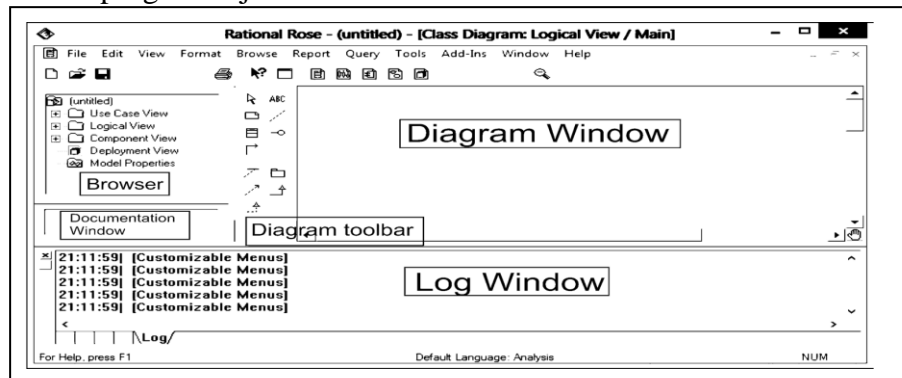 Rational Rose - (untitled) - [Class Diagram: Logical View / Main]
File Edit View Format Browse Report Query Tools Add-Ins Window Help
ABC
(untitled)
Use Case View
Logical View
Component View
Deployment View
Model Properties
Browser
Diagram Window
Documentation
Window
Diagram toolbar
21:11:59| [Customizable Menus]
21:11:59| [Customizable Menus]
21:11:59| [Customizable Menus]
21:11:59| [Customizable Menus]
21:11:59| [Customizable Menus]
Log Window
Log
For Help, press F1
Default Language: Analysis
NUM